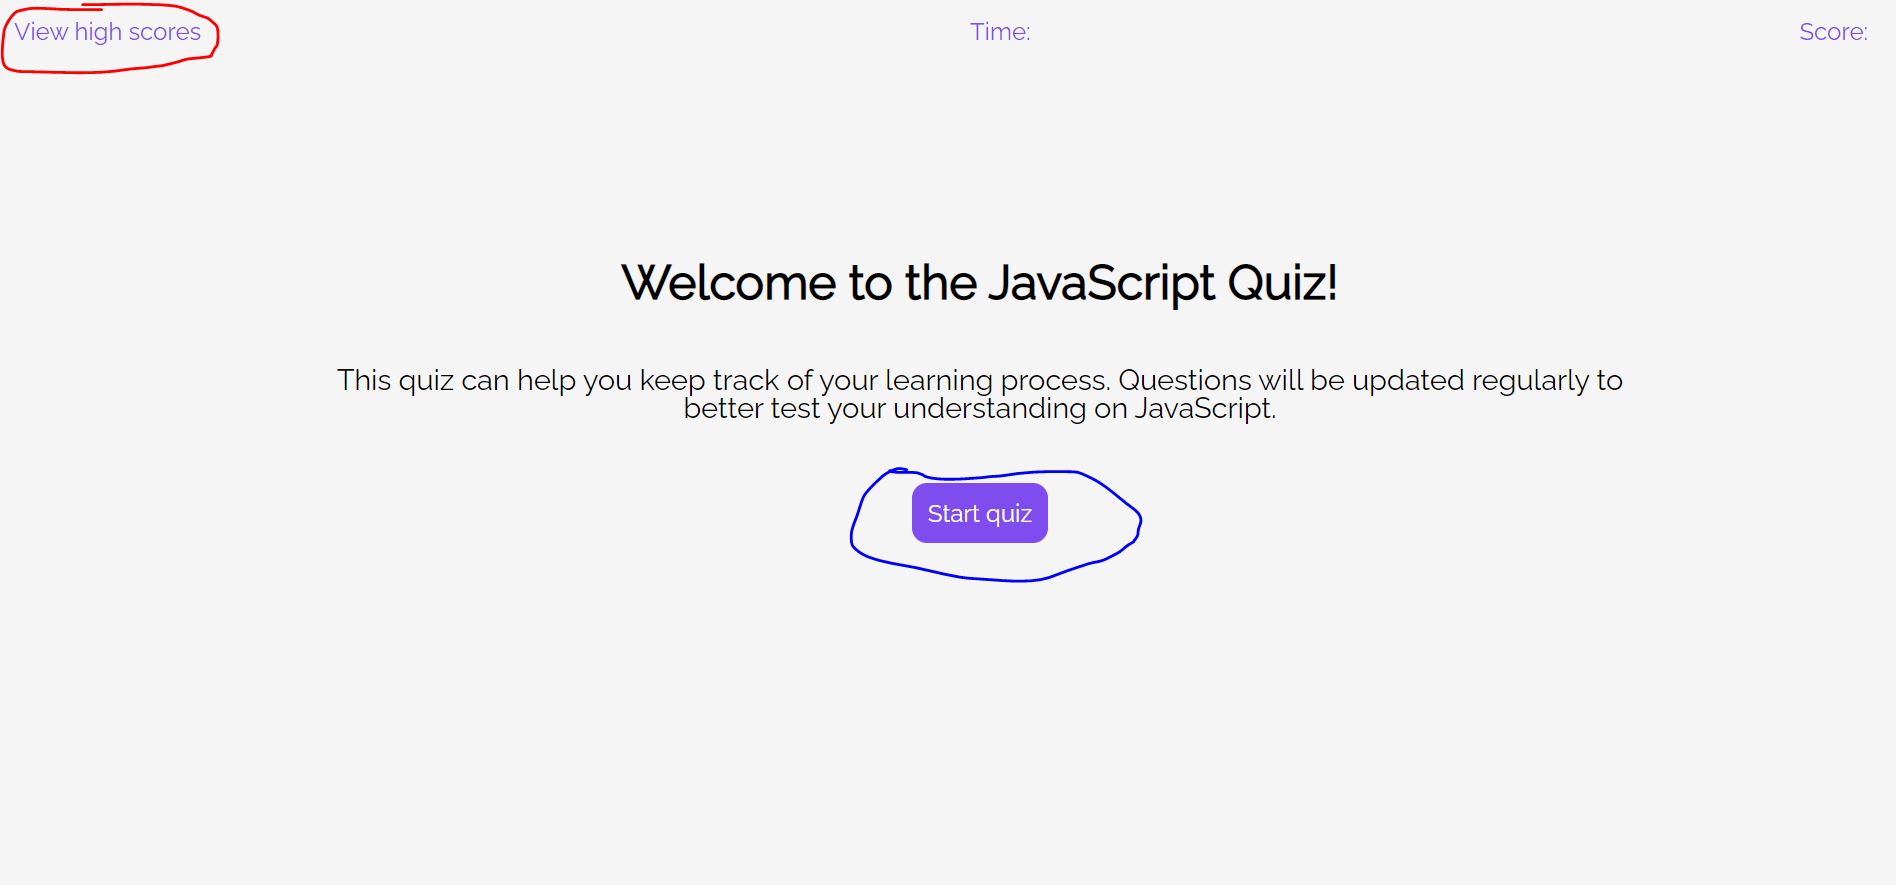 View high scores
Time:
Score:
Welcome to the JavaScript Quiz!
This quiz can help you keep track of your learning process. Questions will be updated regularly to
better test your understanding on JavaScript.
Start quiz